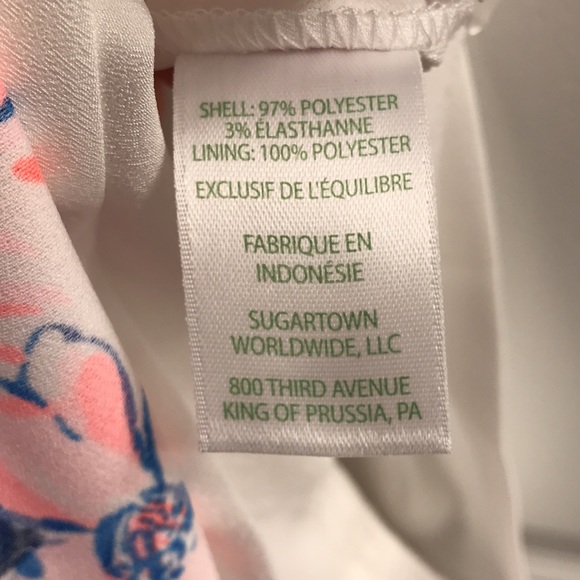 SHELL: 97% POLYESTER
3% ÉLASTHANNE
LINING: 100% POLYESTER
EXCLUSIF DE L'ÉQUILIBRE
FABRIQUE EN
INDONÉSIE
SUGARTOWN
WORLDWIDE, LLC
800 THIRD AVENUE
KING OF PRUSSIA, PA